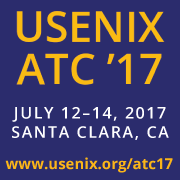 USENIX
ATC ’17
JULY 12–14, 2017
SANTA CLARA, CA
www.usenix.org/atc17